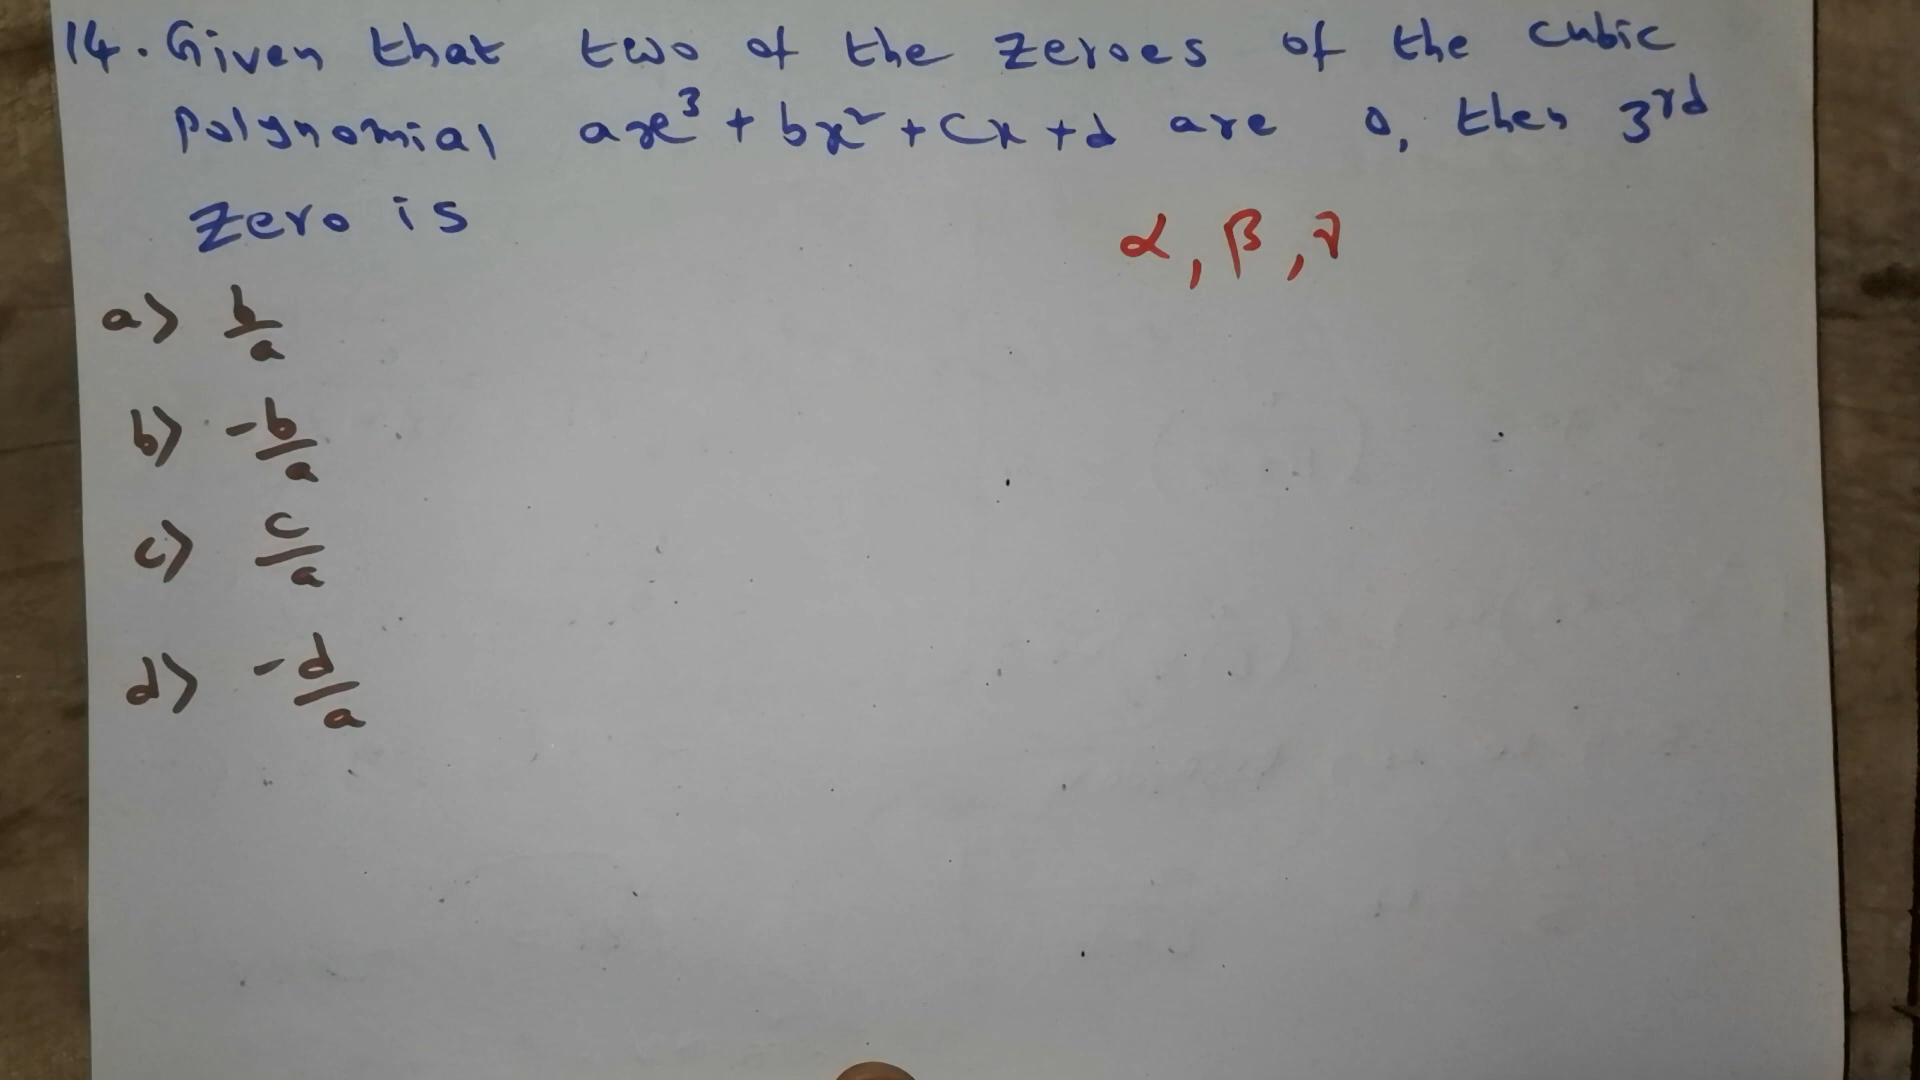 14. Given that two of the zeroes of the cubic
Polynomial ax³ + bx² + cx + d are 0, then 3rd
Zero is
α, β, γ
a) b/a
b) -b/a
c) c/a
d) -d/a